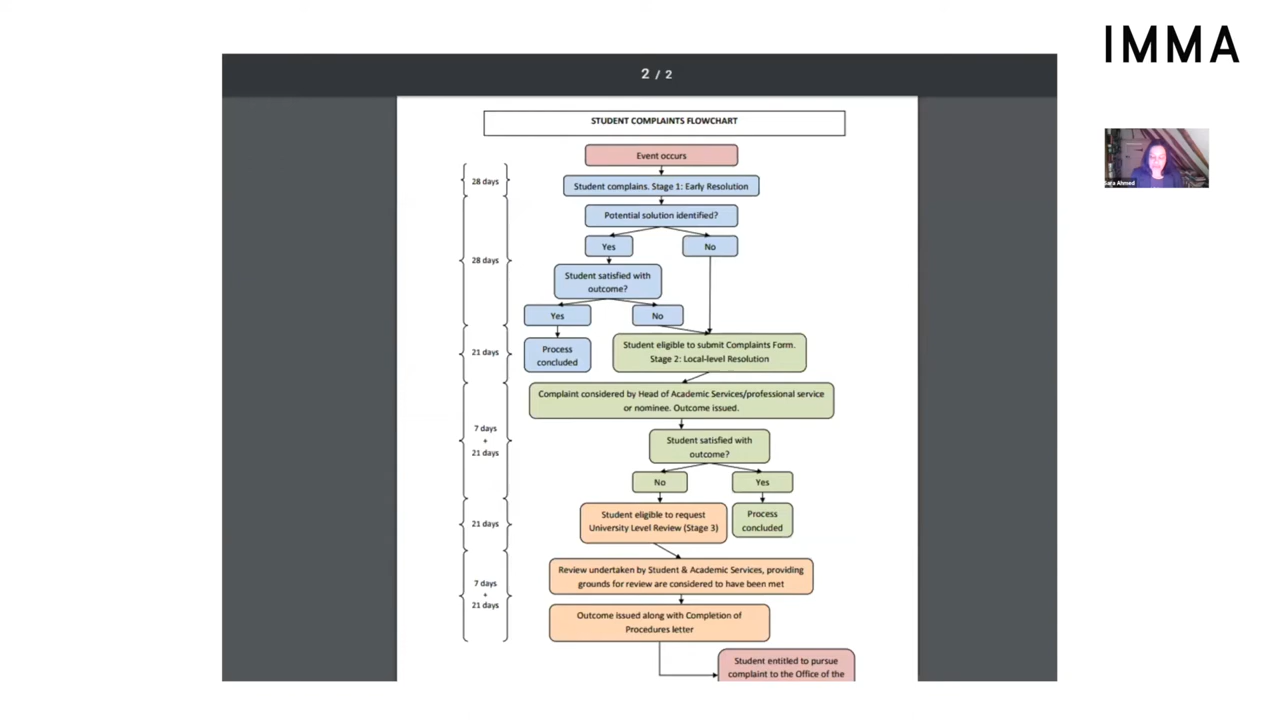 IMMA
2 / 2
STUDENT COMPLAINTS FLOWCHART
Event occurs
28 days
Student complains. Stage 1: Early Resolution
Potential solution identified?
Yes
No
28 days
Student satisfied with
outcome?
Yes
No
21 days
Process
concluded
Student eligible to submit Complaints Form.
Stage 2: Local-level Resolution
Complaint considered by Head of Academic Services/professional service
or nominee. Outcome issued.
7 days
+
21 days
Student satisfied with
outcome?
No
Yes
21 days
Student eligible to request
University Level Review (Stage 3)
Process
concluded
7 days
+
21 days
Review undertaken by Student & Academic Services, providing
grounds for review are considered to have been met
Outcome issued along with Completion of
Procedures letter
Student entitled to pursue
complaint to the Office of the
Sara Ahmed